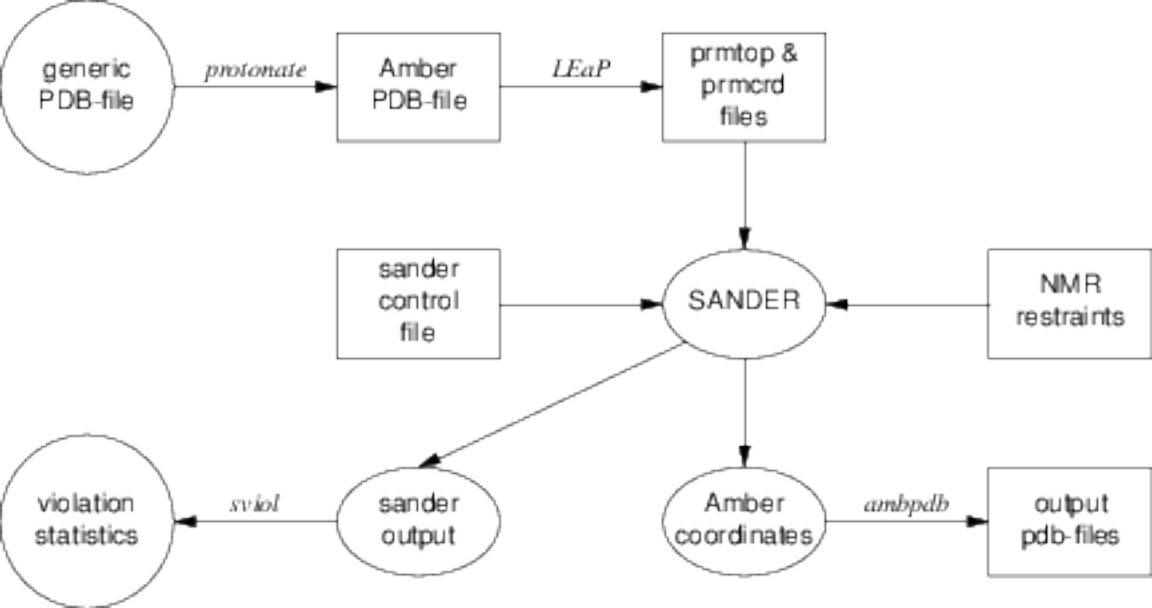 generic
PDB-file
protonate
Amber
PDB-file
LEaP
prmtop &
prmcrd
files
sander
control
file
SANDER
NMR
restraints
violation
statistics
sviol
sander
output
Amber
coordinates
ambpdb
output
pdb-files